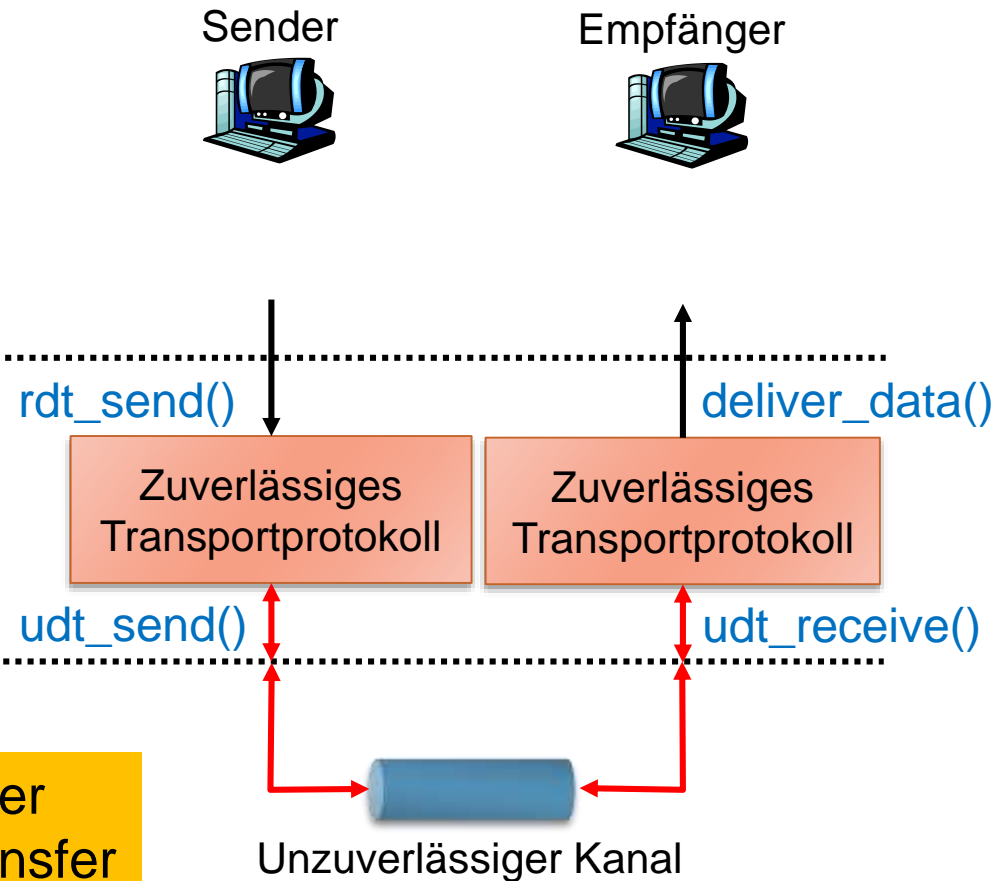 Sender
Empfänger
rdt_send()
deliver_data()
Zuverlässiges
Transportprotokoll
Zuverlässiges
Transportprotokoll
udt_send()
udt_receive()
er
nsfer
Unzuverlässiger Kanal